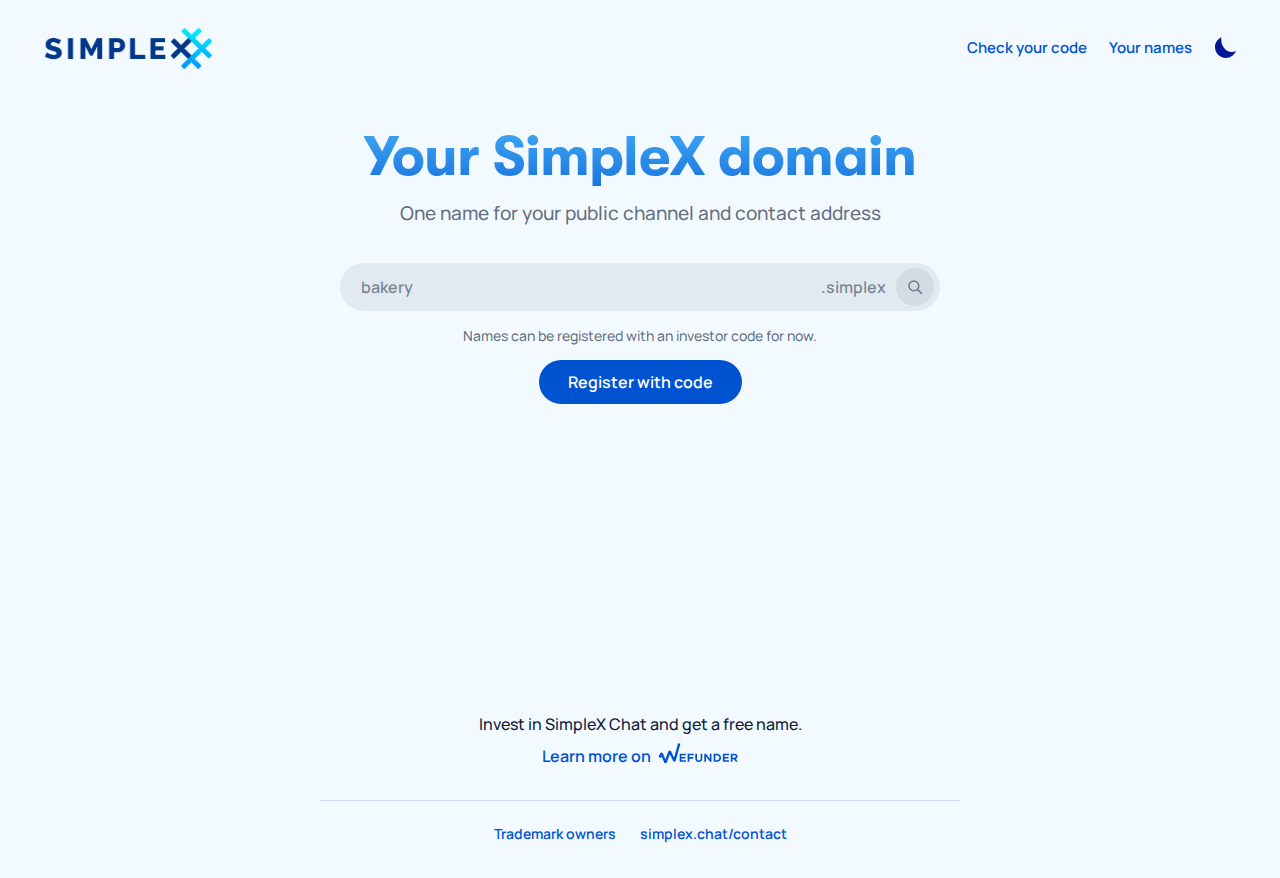 SIMPLEX
Check your code
Your names
Your SimpleX domain
One name for your public channel and contact address
bakery
.simplex
Names can be registered with an investor code for now.
Register with code
Invest in SimpleX Chat and get a free name.
Learn more on WEFUNDER
Trademark owners
simplex.chat/contact